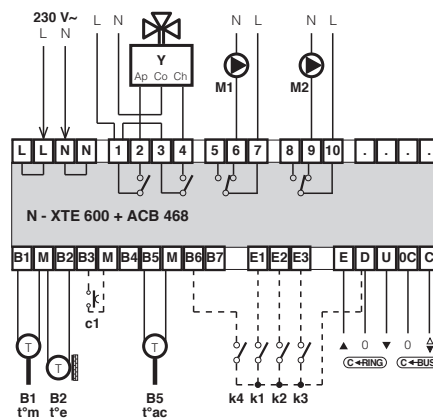 230 V~ L N N L N L
L N
Y
Ap Co Ch
M1 M2
L L N N 1 2 3 4 5 6 7 8 9 10 . . . .
N - XTE 600 + ACB 468
B1 M B2 B3 M B4 B5 M B6 B7 E1 E2 E3 E D U 0C C
c1
T T T
▲ 0 ▼ 0 △▼
C◄RING C◄BUS
B1 B2 B5 k4 k1 k2 k3
t°m t°e t°ac